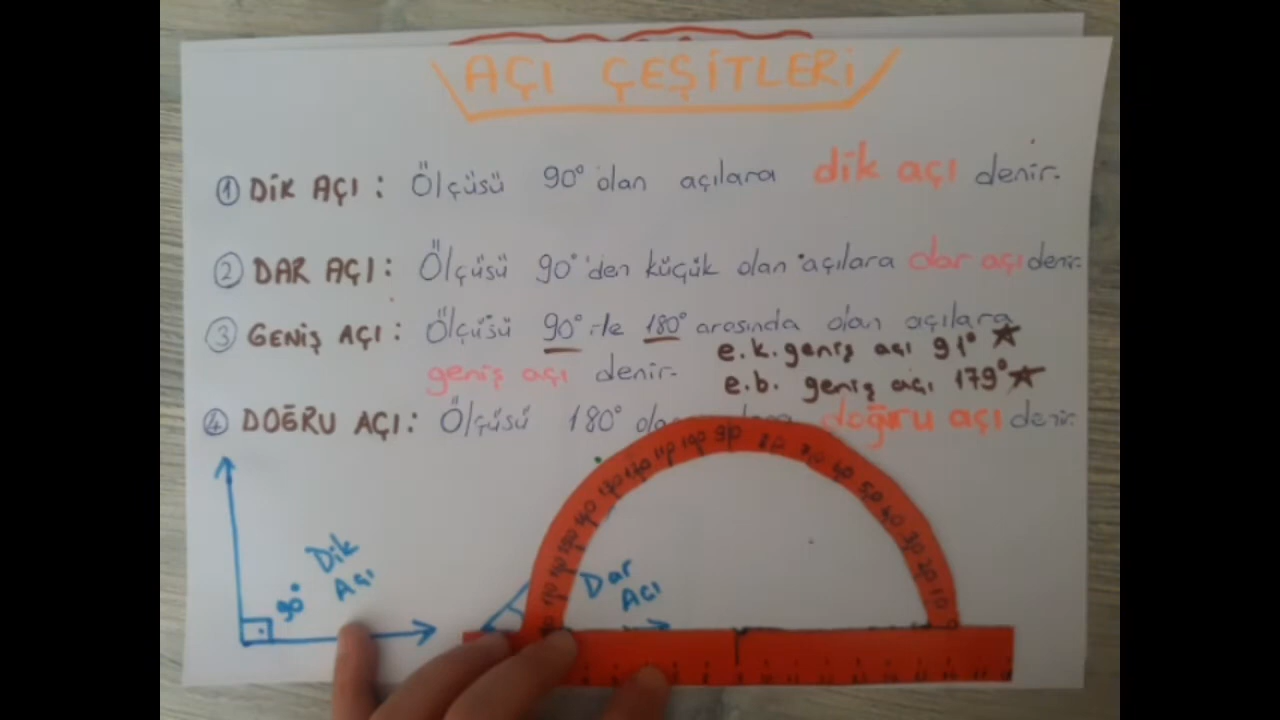 AÇI ÇEŞİTLERİ
① DİK AÇI : Ölçüsü 90° olan açılara dik açı denir.
② DAR AÇI : Ölçüsü 90°'den küçük olan açılara dar açı denir.
③ GENİŞ AÇI : Ölçüsü 90° ile 180° arasında olan açılara
geniş açı denir.
e.k. geniş açı 91° ★
e.b. geniş açı 179° ★
④ DOĞRU AÇI : Ölçüsü 180° doğru açı denir.
90°
Dik
Açı
Dar
Açı